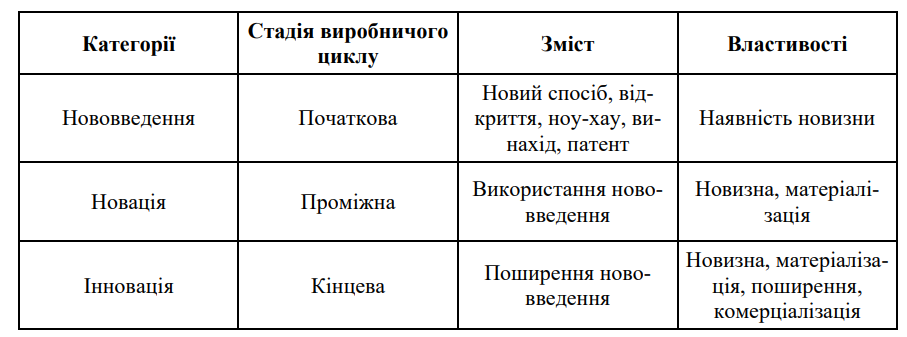 Категорії
Стадія виробничого
циклу
Зміст
Властивості
Нововведення
Початкова
Новий спосіб, від-
криття, ноу-хау, ви-
нахід, патент
Наявність новизни
Новація
Проміжна
Використання ново-
введення
Новизна, матеріалі-
зація
Інновація
Кінцева
Поширення ново-
введення
Новизна, матеріаліза-
ція, поширення,
комерціалізація